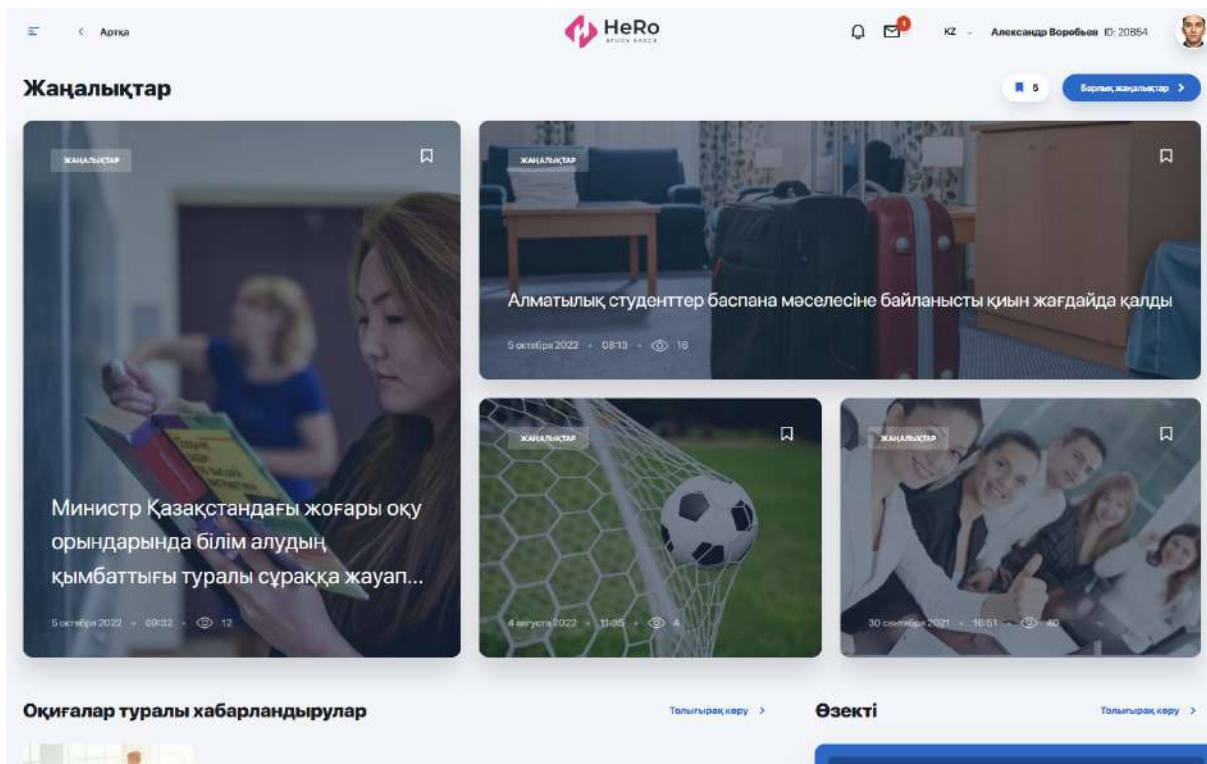 Артқа
HeRo
STUDY SPACE
1
KZ
Александр Воробьев ID: 20854
Жаңалықтар
5
Барлық жаңалықтар
ЖАҢАЛЫҚТАР
Министр Қазақстандағы жоғары оқу
орындарында білім алудың
қымбаттығы туралы сұраққа жауап...
5 октября 2022 • 09:32 • 12
ЖАҢАЛЫҚТАР
Алматылық студенттер баспана мәселесіне байланысты қиын жағдайда қалды
5 октября 2022 • 08:13 • 16
ЖАҢАЛЫҚТАР
4 августа 2022 • 11:35 • 4
ЖАҢАЛЫҚТАР
30 сентября 2021 • 16:51 • 40
Оқиғалар туралы хабарландырулар
Толығырақ көру
Өзекті
Толығырақ көру